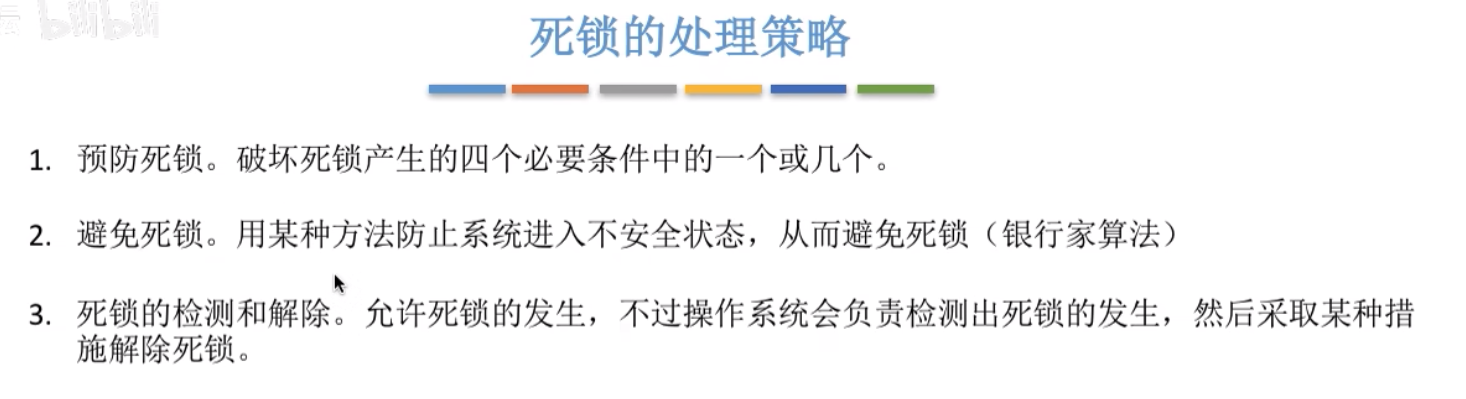 bilibili
死锁的处理策略
1. 预防死锁。破坏死锁产生的四个必要条件中的一个或几个。
2. 避免死锁。用某种方法防止系统进入不安全状态，从而避免死锁（银行家算法）
3. 死锁的检测和解除。允许死锁的发生，不过操作系统会负责检测出死锁的发生，然后采取某种措
施解除死锁。